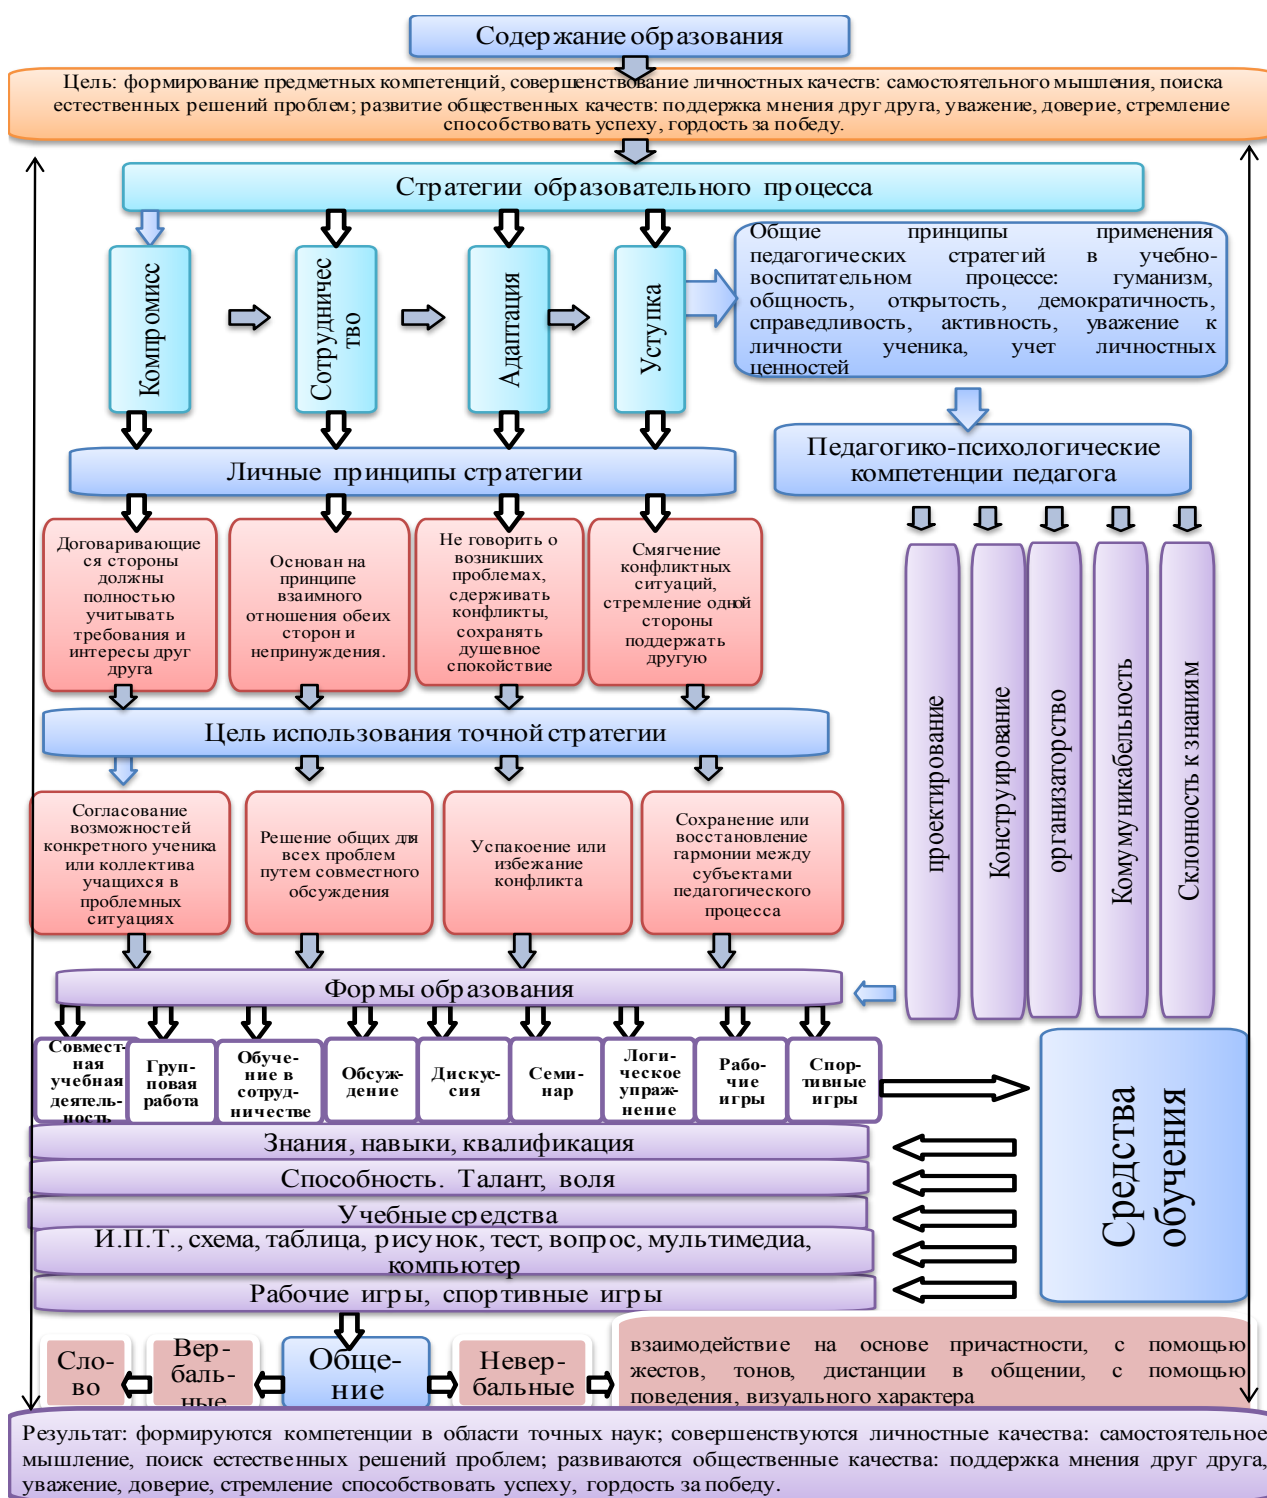 Содержание образования
Цель: формирование предметных компетенций, совершенствование личностных качеств: самостоятельного мышления, поиска
естественных решений проблем; развитие общественных качеств: поддержка мнения друг друга, уважение, доверие, стремление
способствовать успеху, гордость за победу.
Стратегии образовательного процесса
Компромисс
Сотрудничес
тво
Адаптация
Уступка
Общие принципы применения
педагогических стратегий в учебно-
воспитательном процессе: гуманизм,
общность, открытость, демократичность,
справедливость, активность, уважение к
личности ученика, учет личностных
ценностей
Личные принципы стратегии
Педагогико-психологические
компетенции педагога
Договаривающие
ся стороны
должны
полностью
учитывать
требования и
интересы друг
друга
Основан на
принципе
взаимного
отношения обеих
сторон и
непринуждения.
Не говорить о
возникших
проблемах,
сдерживать
конфликты,
сохранять
душевное
спокойствие
Смягчение
конфликтных
ситуаций,
стремление одной
стороны
поддержать
другую
проектирование
Конструирование
организаторство
Комуммуникабельность
Склонность к знаниям
Цель использования точной стратегии
Согласование
возможностей
конкретного ученика
или коллектива
учащихся в
проблемных
ситуациях
Решение общих для
всех проблем
путем совместного
обсуждения
Успакоение или
избежание
конфликта
Сохранение или
восстановление
гармонии между
субъектами
педагогического
процесса
Формы образования
Совмест-
ная
учебная
деятель-
ность
Груп-
повая
работа
Обуче-
ние в
сотруд-
ничестве
Обсуж-
дение
Дискус-
сия
Семи-
нар
Логи-
ческое
упраж-
нение
Рабо-
чие
игры
Спор-
тивные
игры
Средства
обучения
Знания, навыки, квалификация
Способность. Талант, воля
Учебные средства
И.П.Т., схема, таблица, рисунок, тест, вопрос, мультимедиа,
компьютер
Рабочие игры, спортивные игры
Сло-
во
Вер-
баль-
ные
Обще-
ние
Невер-
бальные
взаимодействие на основе причастности, с помощью
жестов, тонов, дистанции в общении, с помощью
поведения, визуального характера
Результат: формируются компетенции в области точных наук; совершенствуются личностные качества: самостоятельное
мышление, поиск естественных решений проблем; развиваются общественные качества: поддержка мнения друг друга,
уважение, доверие, стремление способствовать успеху, гордость за победу.